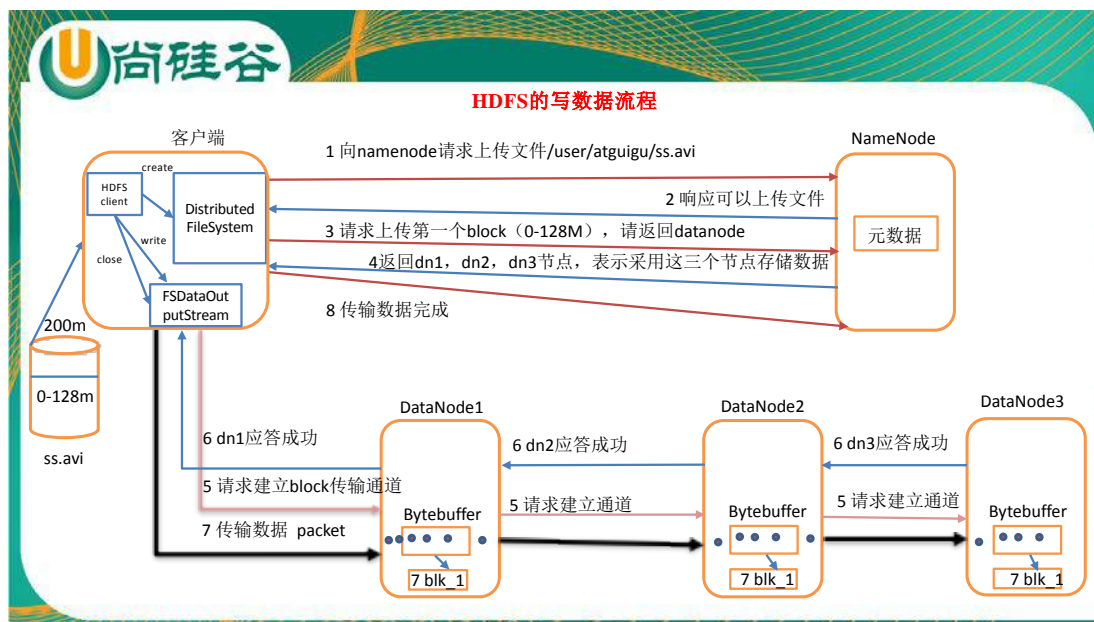 尚硅谷
HDFS的写数据流程
客户端
1 向namenode请求上传文件/user/atguigu/ss.avi
NameNode
create
HDFS
client
Distributed
FileSystem
2 响应可以上传文件
3 请求上传第一个block（0-128M），请返回datanode
元数据
write
close
4返回dn1，dn2，dn3节点，表示采用这三个节点存储数据
FSDataOut
putStream
8 传输数据完成
200m
0-128m
ss.avi
DataNode1
DataNode2
DataNode3
6 dn1应答成功
6 dn2应答成功
6 dn3应答成功
5 请求建立block传输通道
5 请求建立通道
5 请求建立通道
7 传输数据 packet
Bytebuffer
Bytebuffer
Bytebuffer
7 blk_1
7 blk_1
7 blk_1